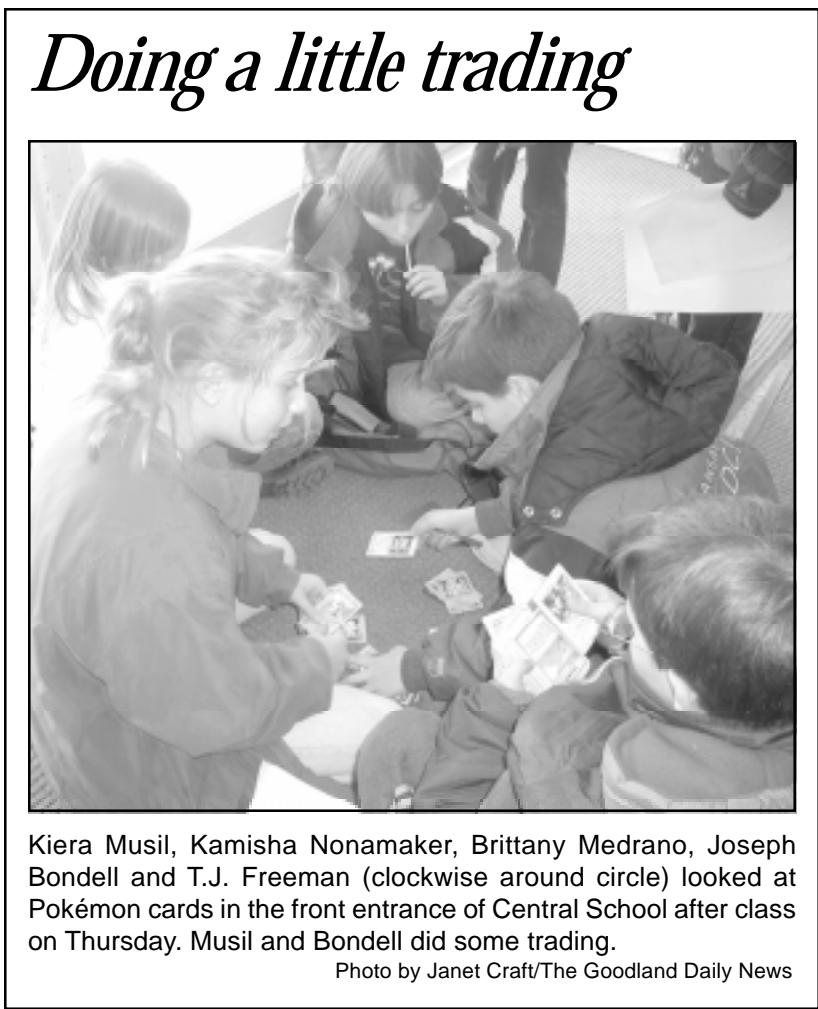 Doing a little trading
Kiera Musil, Kamisha Nonamaker, Brittany Medrano, Joseph
Bondell and T.J. Freeman (clockwise around circle) looked at
Pokémon cards in the front entrance of Central School after class
on Thursday. Musil and Bondell did some trading.
Photo by Janet Craft/The Goodland Daily News